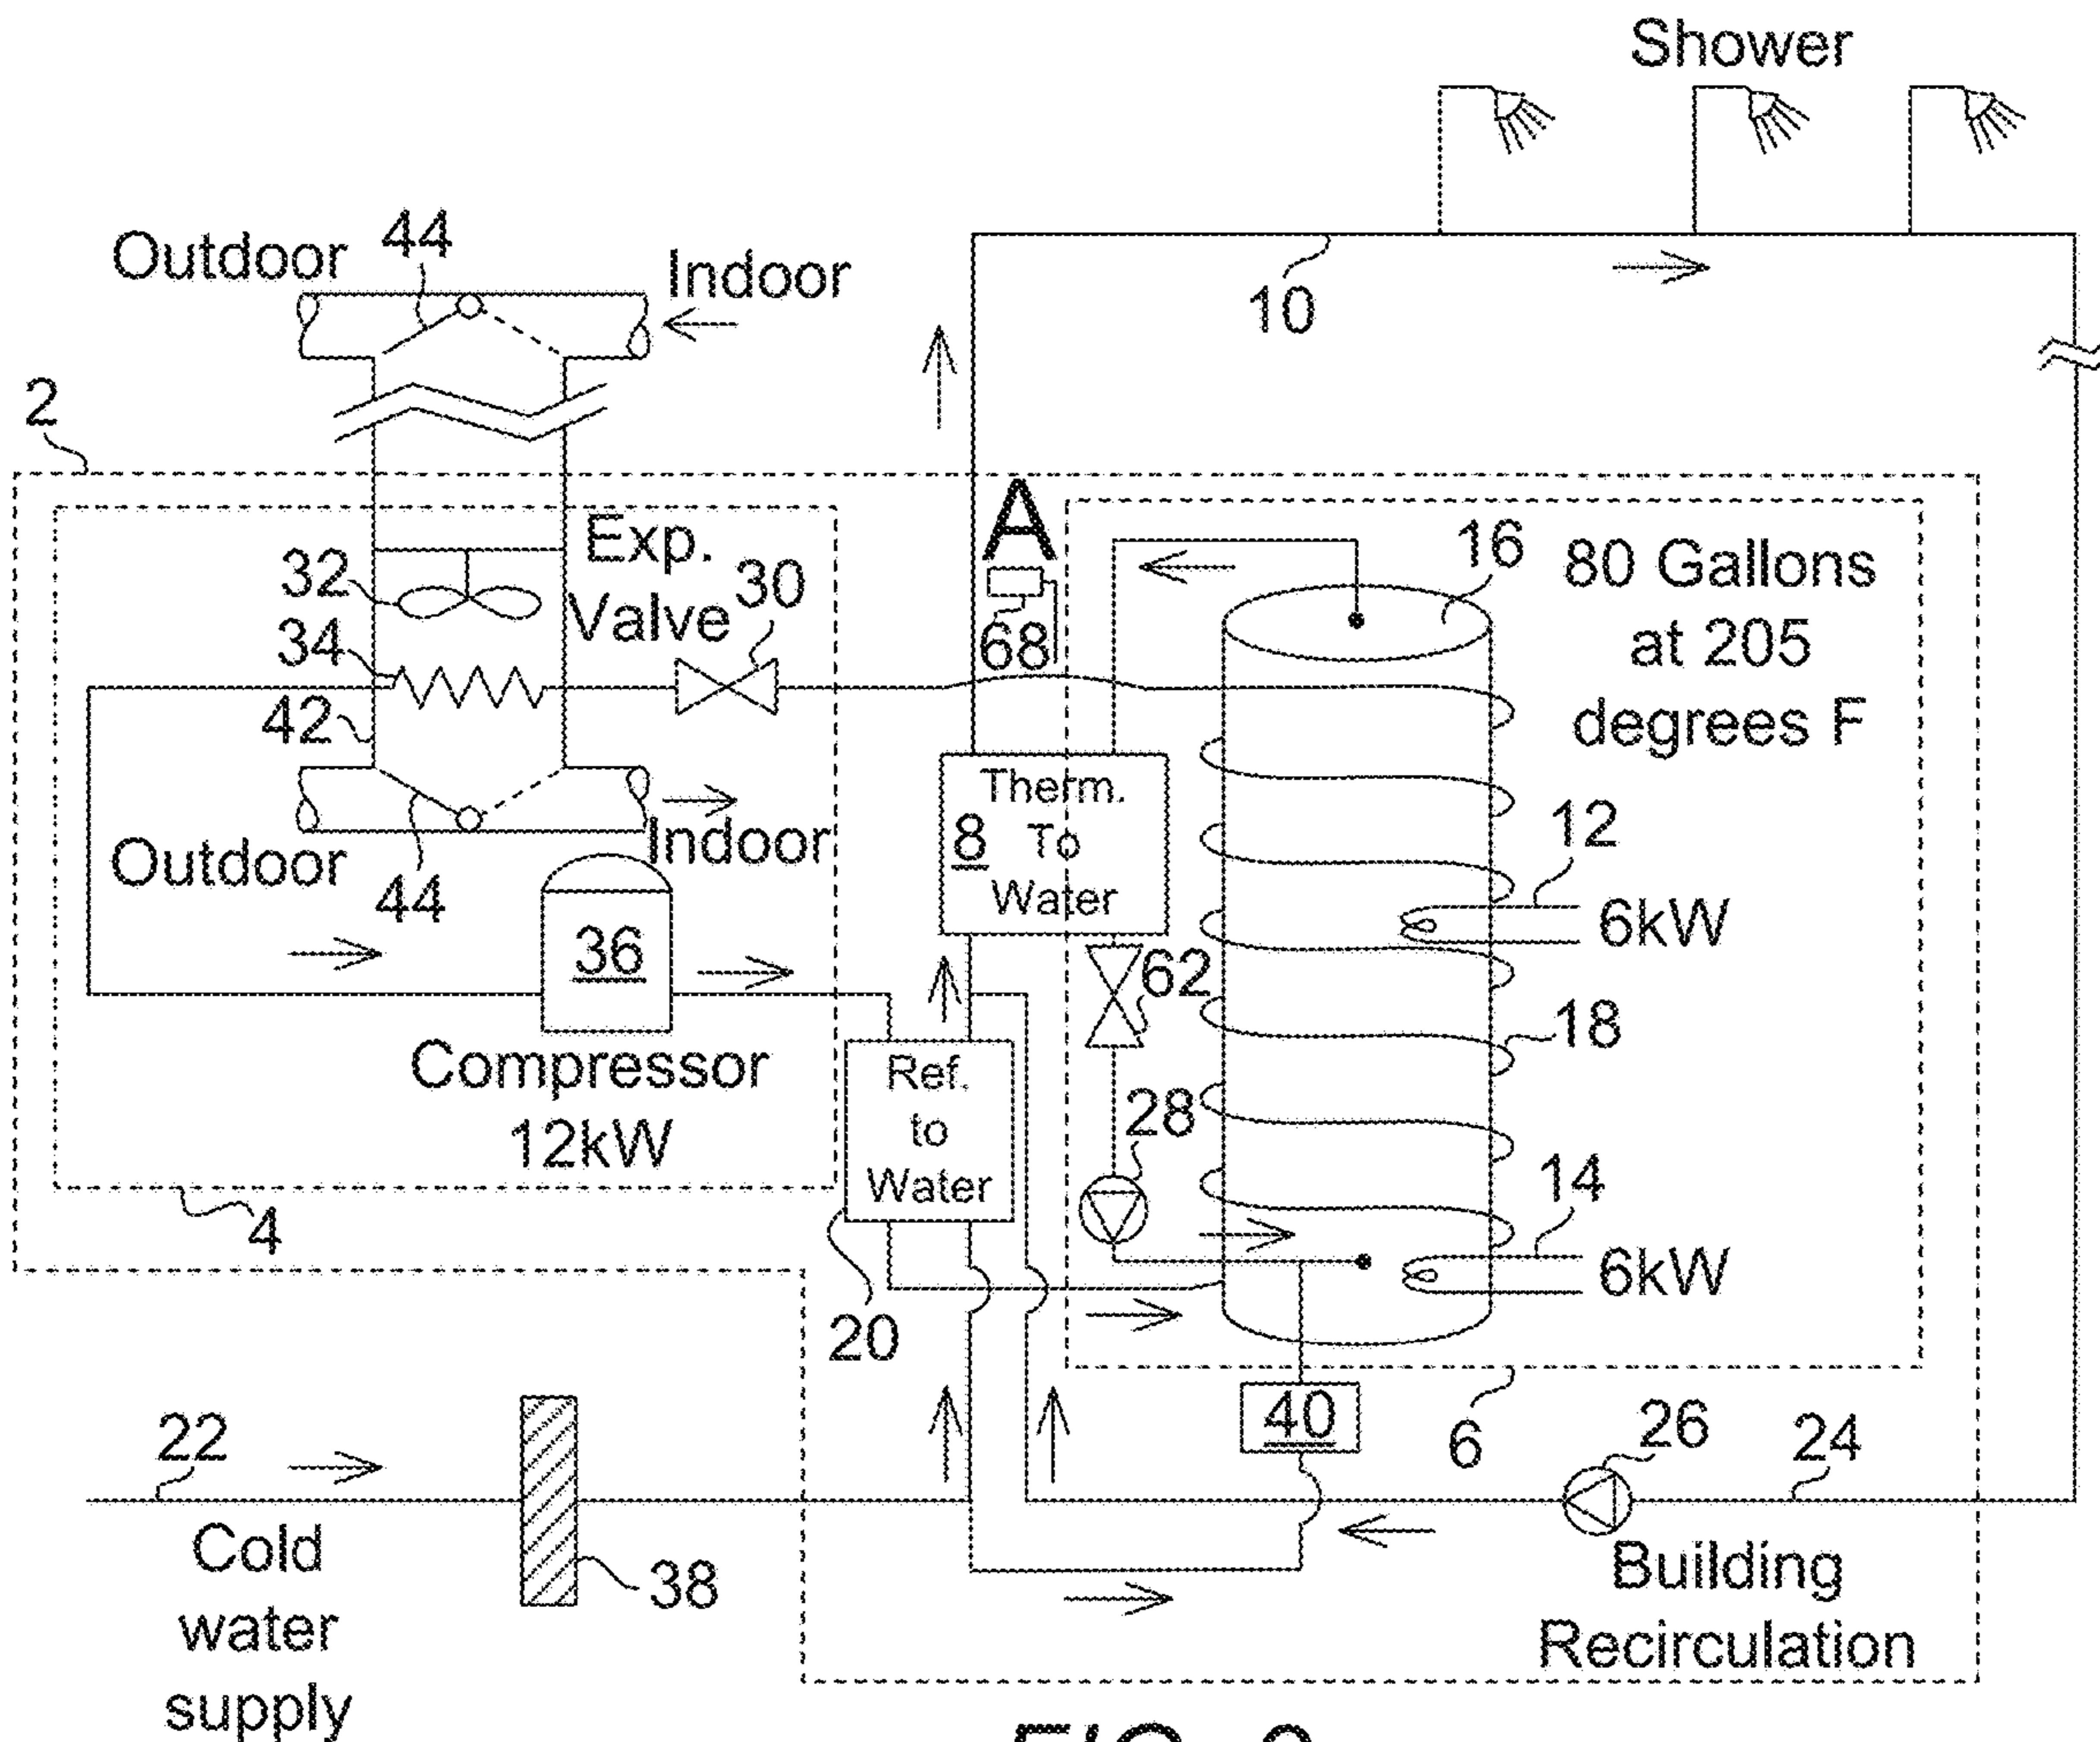 Shower
Outdoor
44
Indoor
10
2
A
Exp.
Valve
30
32
34
42
68
16
80 Gallons
at 205
degrees F
Therm.
To
Water
8
12
6kW
Outdoor
44
Indoor
36
Compressor
12kW
62
18
Ref.
to
Water
28
14
6kW
4
20
22
40
6
26
24
Cold
water
supply
38
Building
Recirculation